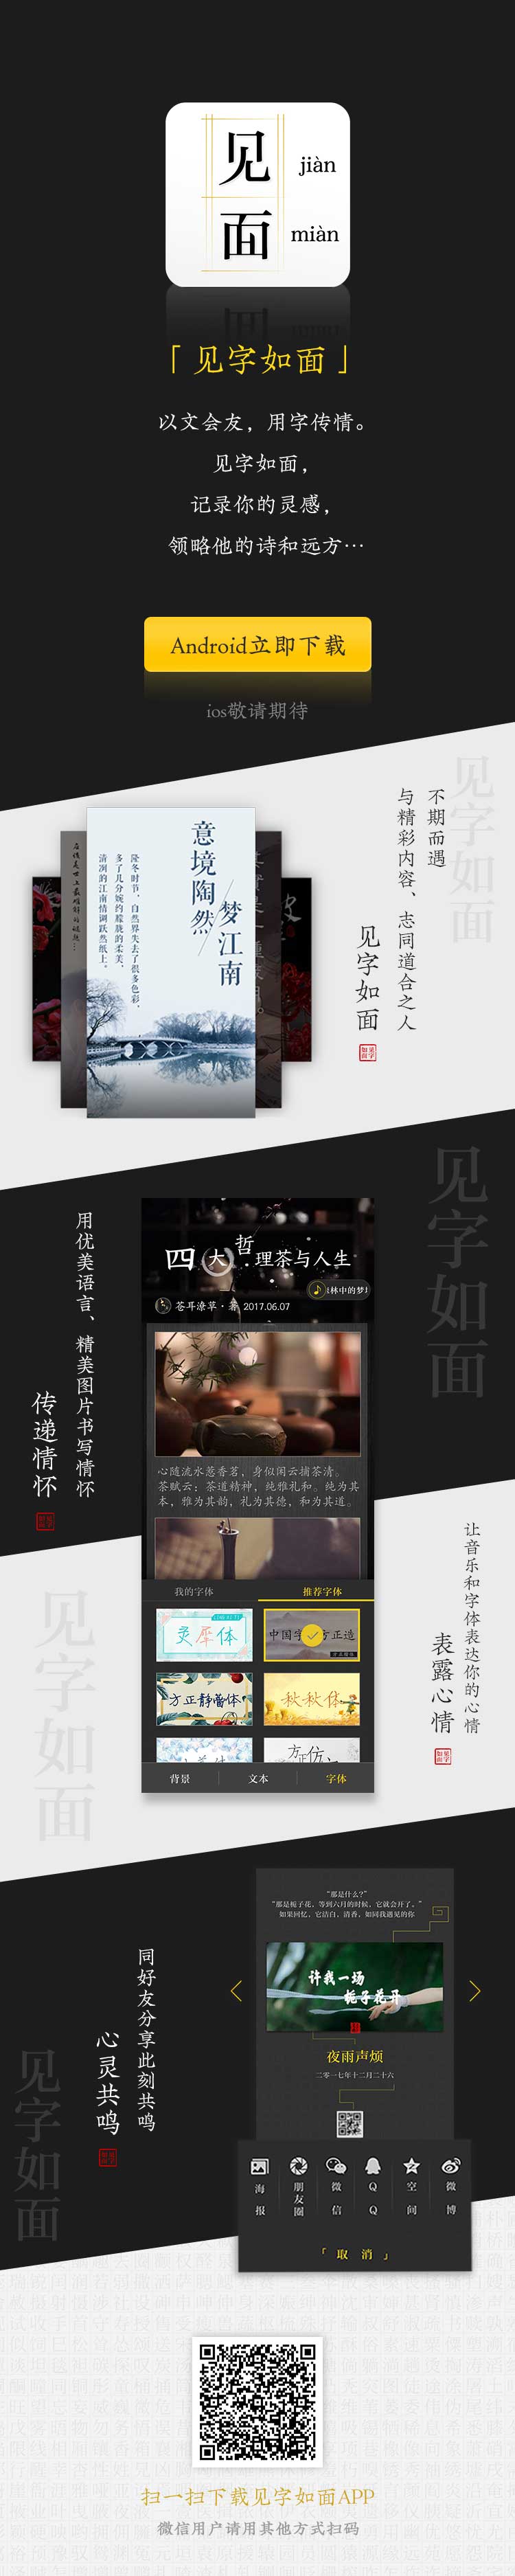 见 jiàn
面 miàn
「见字如面」
以文会友，用字传情。
见字如面，
记录你的灵感，
领略他的诗和远方…
Android立即下载
ios敬请期待
见字如面
不期而遇
与精彩内容、志同道合之人
见字如面
意境陶然
梦江南
隆冬时节，自然界失去了很多色彩，
多了几分婉约朦胧的柔美，
清冽的江南情调跃然纸上。
见字如面
用优美语言、精美图片书写情怀
传递情怀
四大哲理茶与人生
苍耳潦草·著 2017.06.07
林中的梦
心随流水惹香茗，身似闲云捕茶清。
茶赋云：茶道精神，纯雅礼和。纯为其
本，雅为其韵，礼为其德，和为其道。
我的字体 推荐字体
灵犀体
方正静蕾体 秋秋体
方正仿
背景 文本 字体
让音乐和字体表达你的心情
表露心情
见字如面
同好友分享此刻共鸣
心灵共鸣
见字如面
“那是什么？”
“那是栀子花，等到六月的时候，它就会开了。”
如果回忆，它洁白，清香，如同我遇见的你
许我一场
栀子花开
夜雨声烦
二零一七年十二月二十六
海报 朋友圈 微信 QQ 空间 微博
「取 消」
扫一扫下载见字如面APP
微信用户请用其他方式扫码